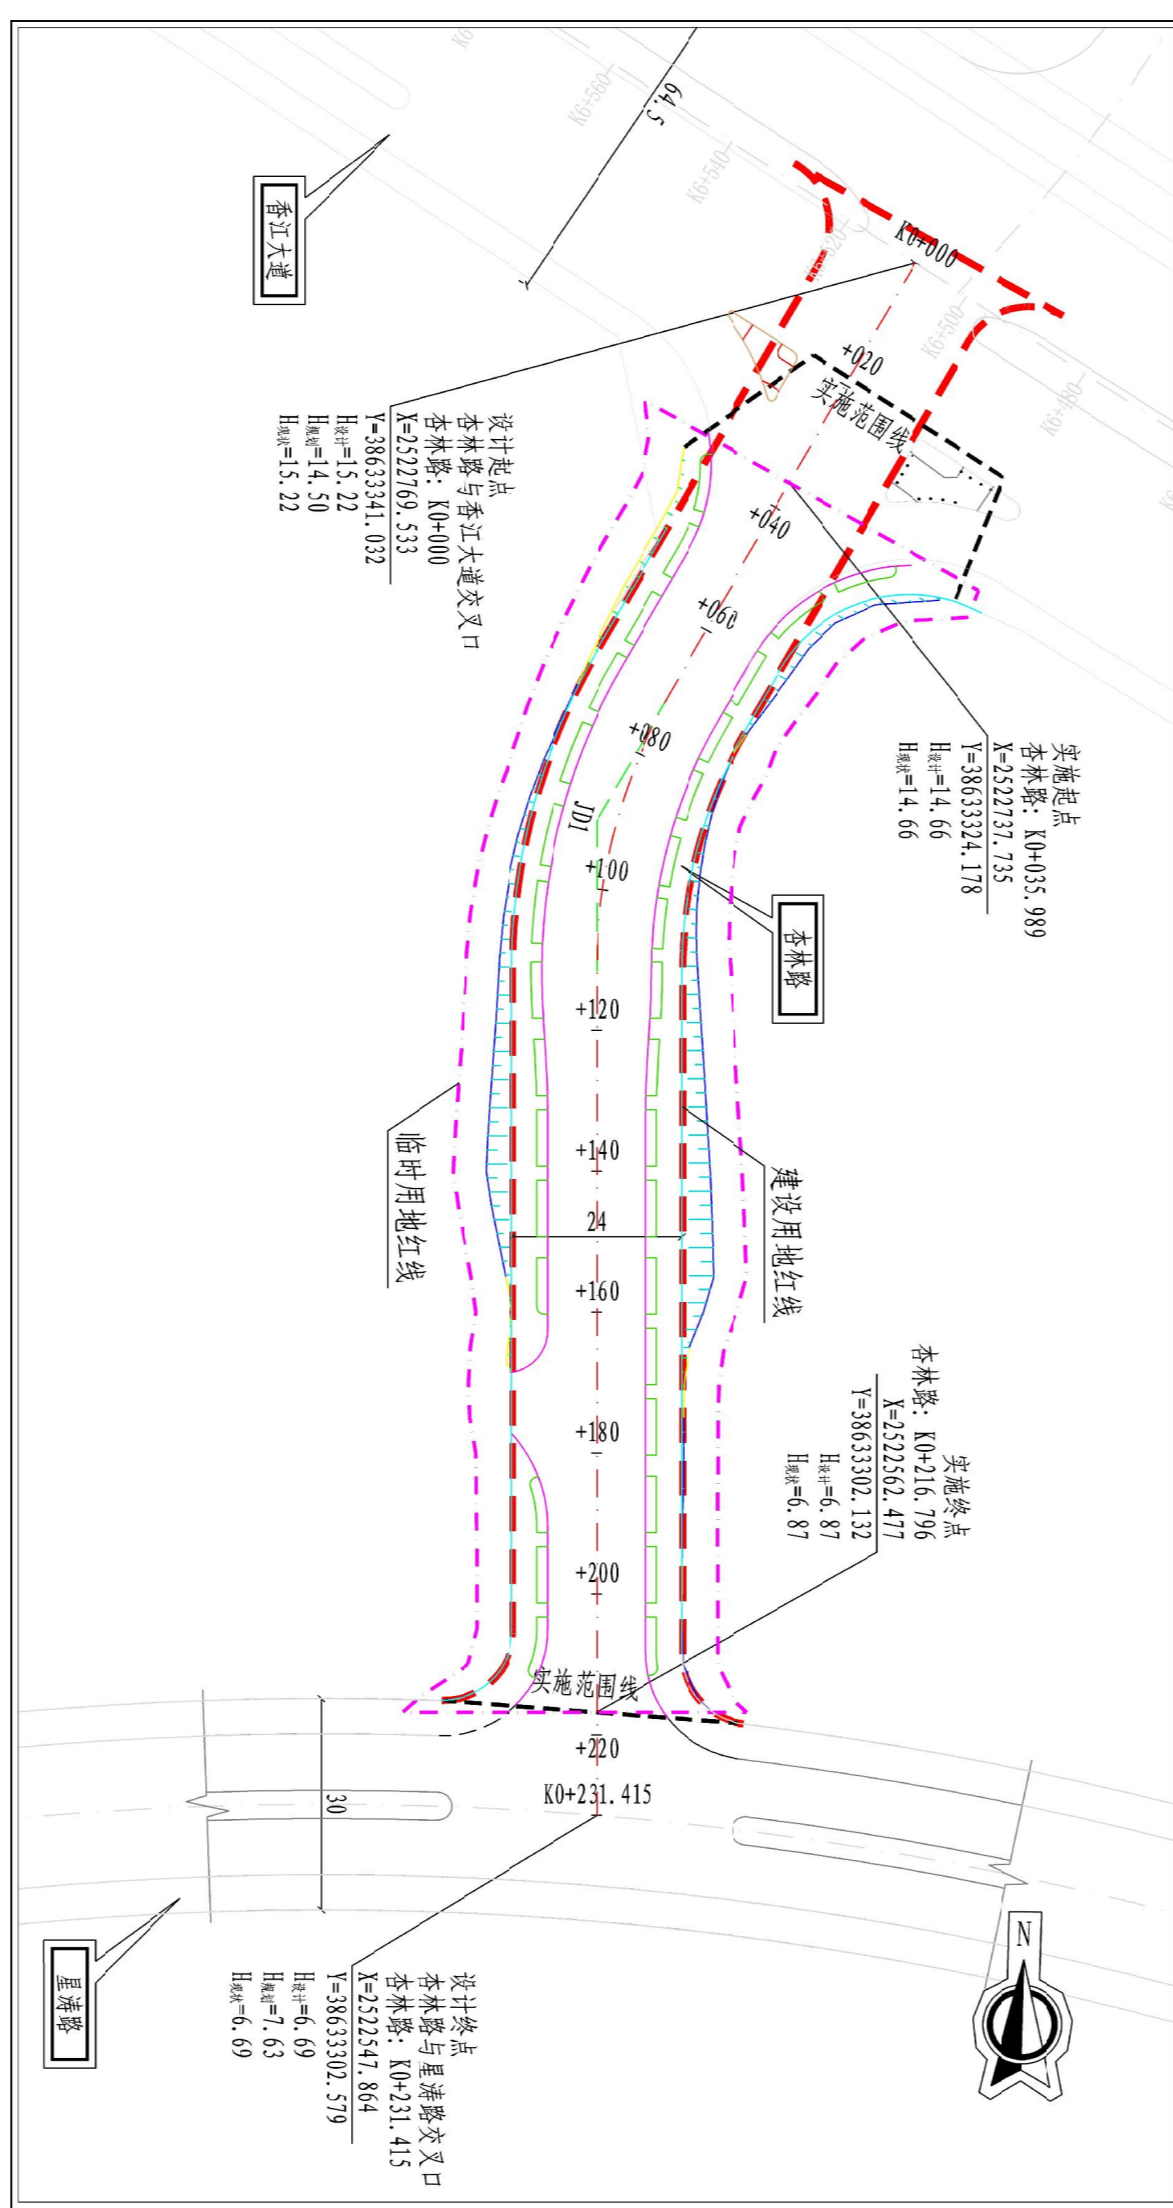 K6+560
64.5
K6+540
K6+520
K0+000
K6+500
K6+480
香江大道
+020
实施范围线
设计起点
杏林路与香江大道交叉口
杏林路: K0+000
X=2522769.533
Y=38633341.032
H设计=15.22
H规划=14.50
H现状=15.22
+040
+060
+080
JD1
+100
实施起点
杏林路: K0+035.989
X=2522737.735
Y=38633324.178
H设计=14.66
H现状=14.66
杏林路
+120
+140
临时用地红线
建设用地红线
24
+160
+180
+200
实施终点
杏林路: K0+216.796
X=2522562.477
Y=38633302.132
H设计=6.87
H现状=6.87
实施范围线
+220
K0+231.415
30
N
星涛路
设计终点
杏林路与星涛路交叉口
杏林路: K0+231.415
X=2522547.864
Y=38633302.579
H设计=6.69
H规划=7.63
H现状=6.69